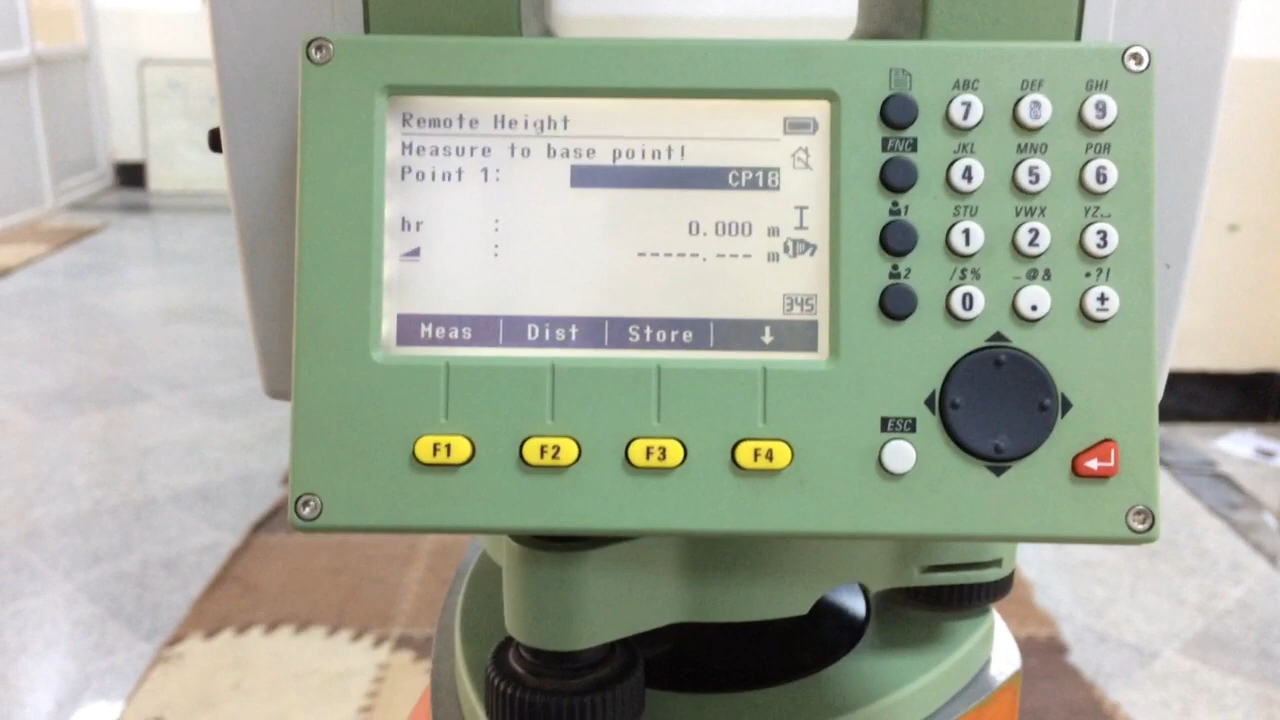 Remote Height
Measure to base point!
Point 1: CP18
hr : 0.000 m
: -----.--- m
345
Meas Dist Store ↓
F1 F2 F3 F4
ABC DEF GHI
7 8 9
FNC JKL MNO PQR
4 5 6
1 STU VWX YZ␣
1 2 3
2 /$% _@& *?!
0 . ±
ESC